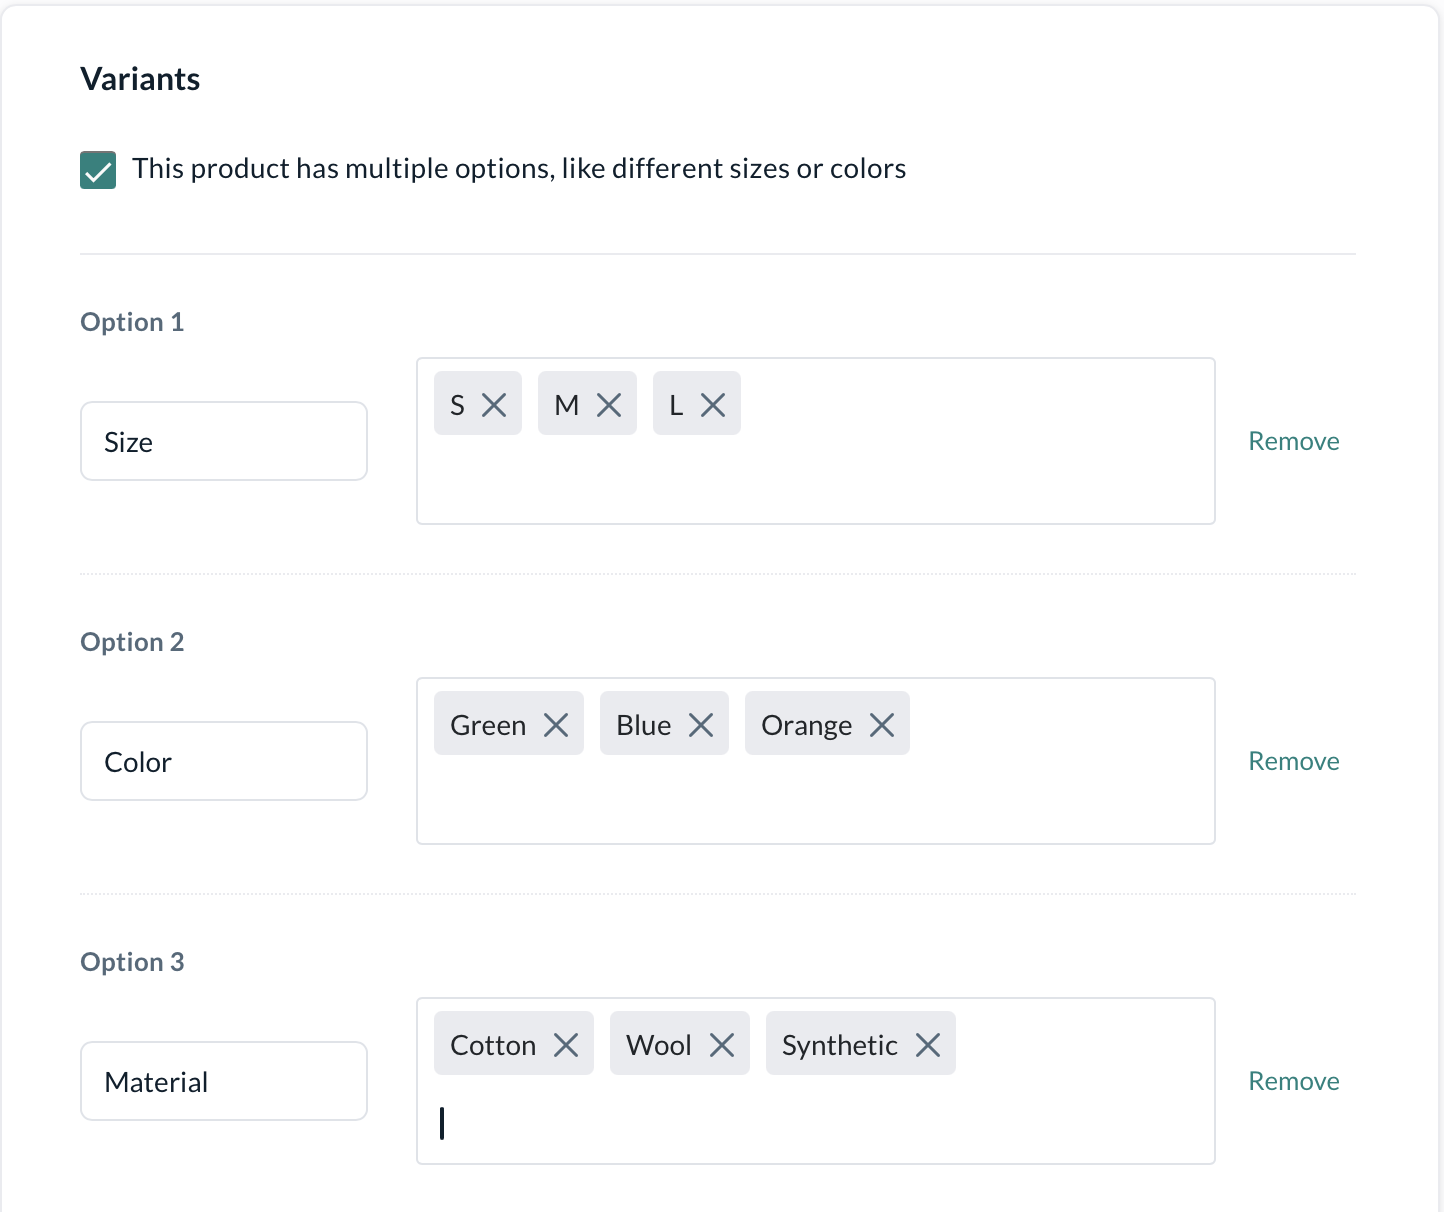 Variants
This product has multiple options, like different sizes or colors
Option 1
Size
S
M
L
Remove
Option 2
Color
Green
Blue
Orange
Remove
Option 3
Material
Cotton
Wool
Synthetic
Remove